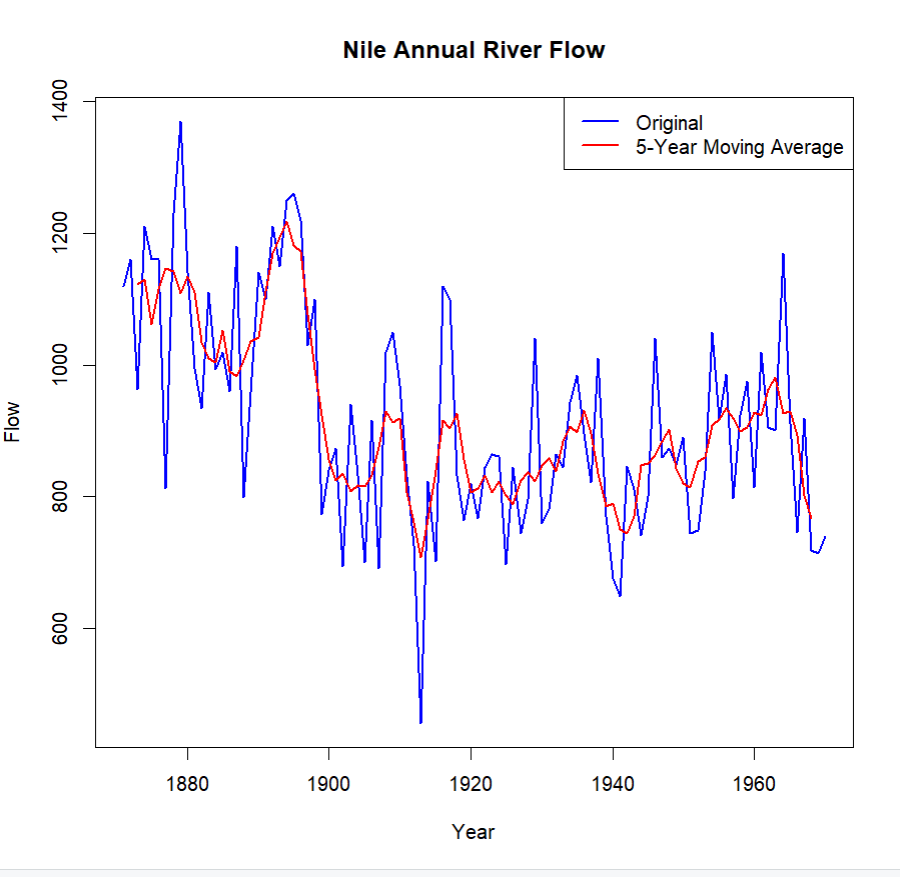 Nile Annual River Flow
Original
5-Year Moving Average
1400
1200
1000
800
600
Flow
1880 1900 1920 1940 1960
Year